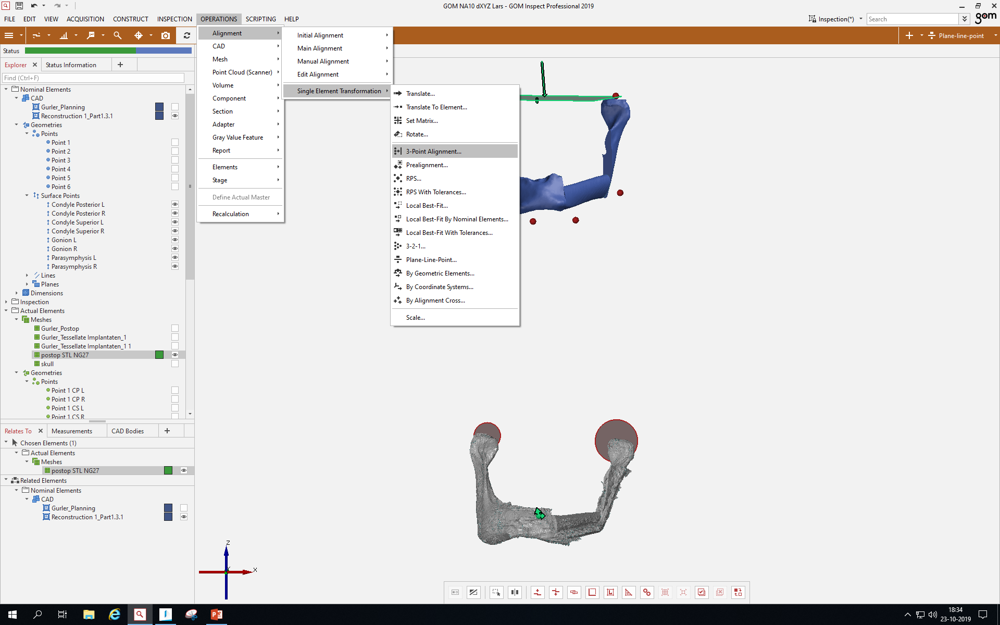 GOM NA10 dXYZ Lars - GOM Inspect Professional 2019
FILE EDIT VIEW ACQUISITION CONSTRUCT INSPECTION OPERATIONS SCRIPTING HELP
Inspection(*) Search gom
Plane-line-point
Status
Explorer Status Information
Find (Ctrl+F)
Nominal Elements
CAD
Gurler_Planning
Reconstruction 1_Part1.3.1
Geometries
Points
Point 1
Point 2
Point 3
Point 4
Point 5
Point 6
Surface Points
Condyle Posterior L
Condyle Posterior R
Condyle Superior L
Condyle Superior R
Gonion L
Gonion R
Parasymphysis L
Parasymphysis R
Lines
Planes
Dimensions
Inspection
Actual Elements
Meshes
Gurler_Postop
Gurler_Tessellate Implantaten_1
Gurler_Tessellate Implantaten_1 1
postop STL NG27
skull
Geometries
Points
Point 1 CP L
Point 1 CP R
Point 1 CS L
Point 1 CS R
Relates To Measurements CAD Bodies
Chosen Elements (1)
Actual Elements
Meshes
postop STL NG27
Related Elements
Nominal Elements
CAD
Gurler_Planning
Reconstruction 1_Part1.3.1
Alignment
CAD
Mesh
Point Cloud (Scanner)
Volume
Component
Section
Adapter
Gray Value Feature
Report
Elements
Stage
Define Actual Master
Recalculation
Initial Alignment
Main Alignment
Manual Alignment
Edit Alignment
Single Element Transformation
Translate...
Translate To Element...
Set Matrix...
Rotate...
3-Point Alignment...
Prealignment...
RPS...
RPS With Tolerances...
Local Best-Fit...
Local Best-Fit By Nominal Elements...
Local Best-Fit With Tolerances...
3-2-1...
Plane-Line-Point...
By Geometric Elements...
By Coordinate Systems...
By Alignment Cross...
Scale...
Z
X
18:34
23-10-2019